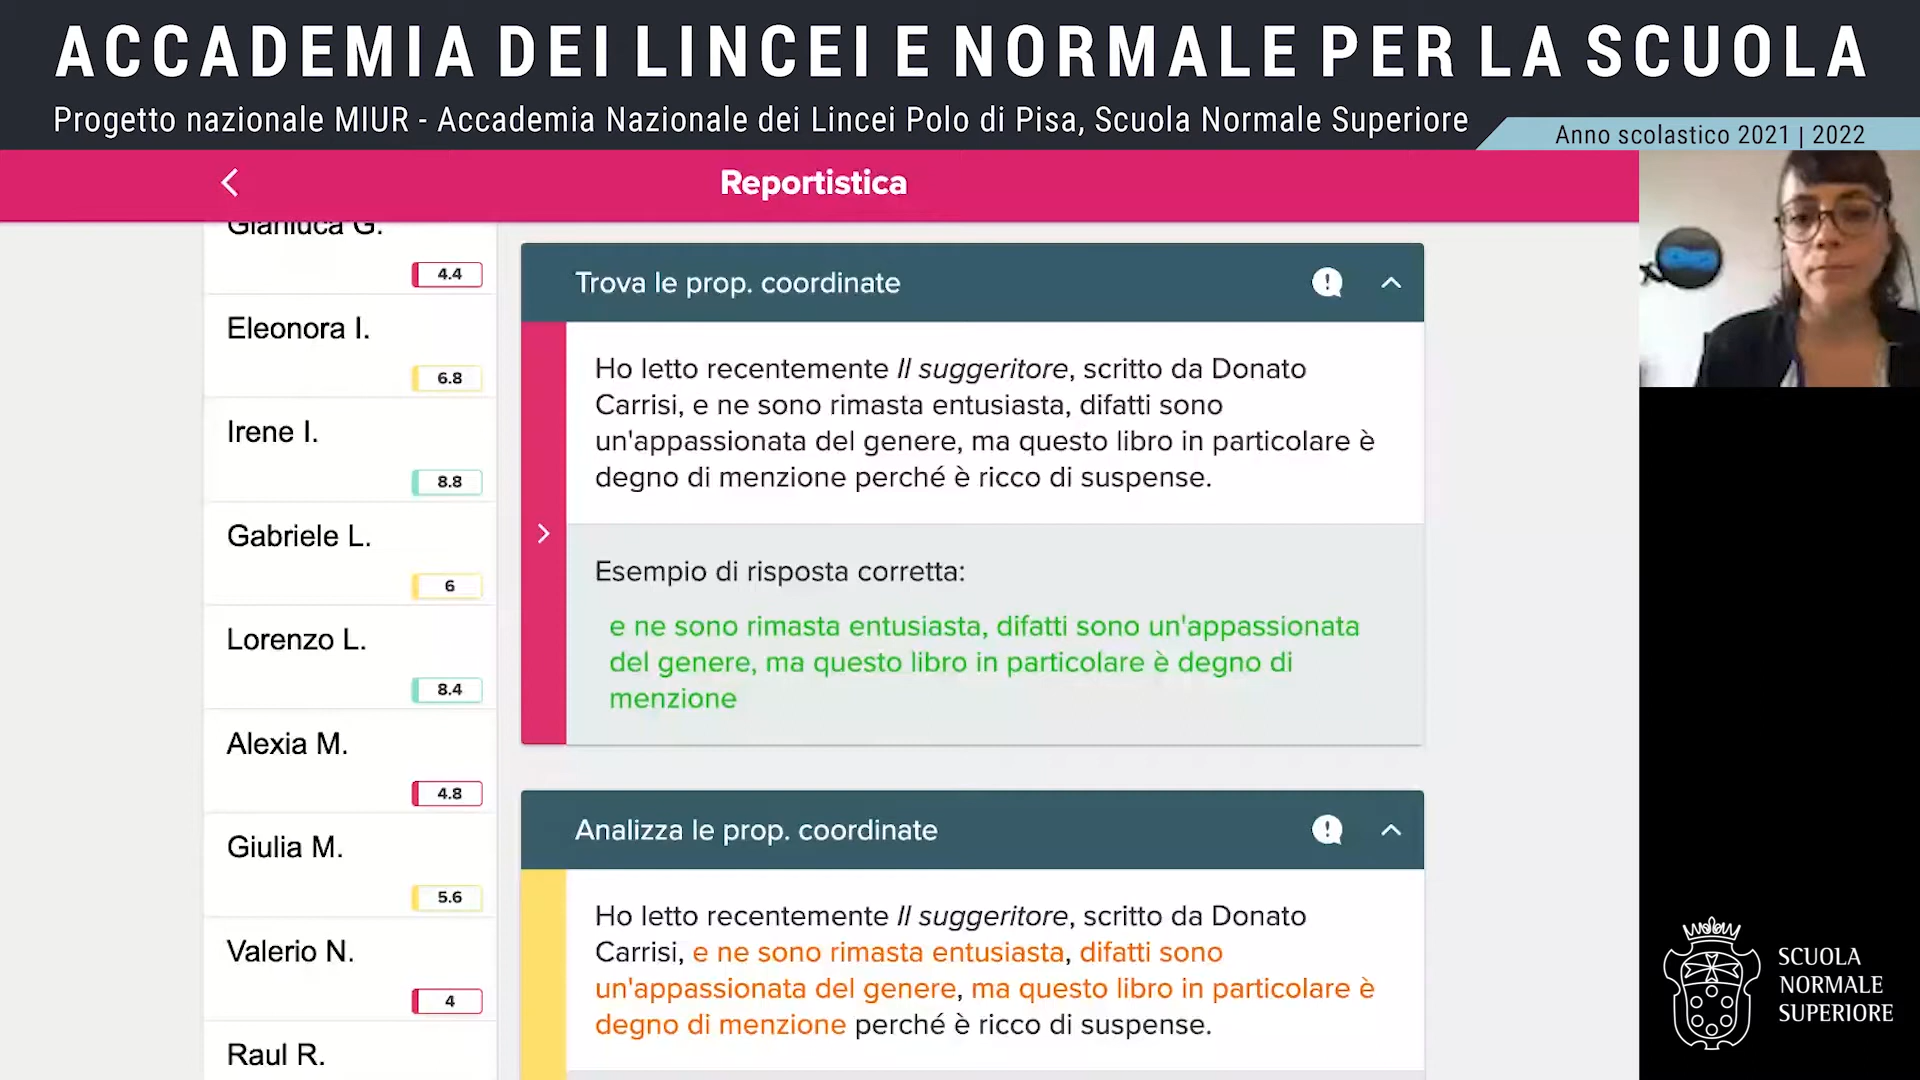 ACCADEMIA DEI LINCEI E NORMALE PER LA SCUOLA
Progetto nazionale MIUR - Accademia Nazionale dei Lincei Polo di Pisa, Scuola Normale Superiore
Anno scolastico 2021 | 2022
Reportistica
Gianluca G.
4.4
Eleonora I.
6.8
Irene I.
8.8
Gabriele L.
6
Lorenzo L.
8.4
Alexia M.
4.8
Giulia M.
5.6
Valerio N.
4
Raul R.
Trova le prop. coordinate
Ho letto recentemente Il suggeritore, scritto da Donato
Carrisi, e ne sono rimasta entusiasta, difatti sono
un'appassionata del genere, ma questo libro in particolare è
degno di menzione perché è ricco di suspense.
Esempio di risposta corretta:
e ne sono rimasta entusiasta, difatti sono un'appassionata
del genere, ma questo libro in particolare è degno di
menzione
Analizza le prop. coordinate
Ho letto recentemente Il suggeritore, scritto da Donato
Carrisi, e ne sono rimasta entusiasta, difatti sono
un'appassionata del genere, ma questo libro in particolare è
degno di menzione perché è ricco di suspense.
SCUOLA
NORMALE
SUPERIORE